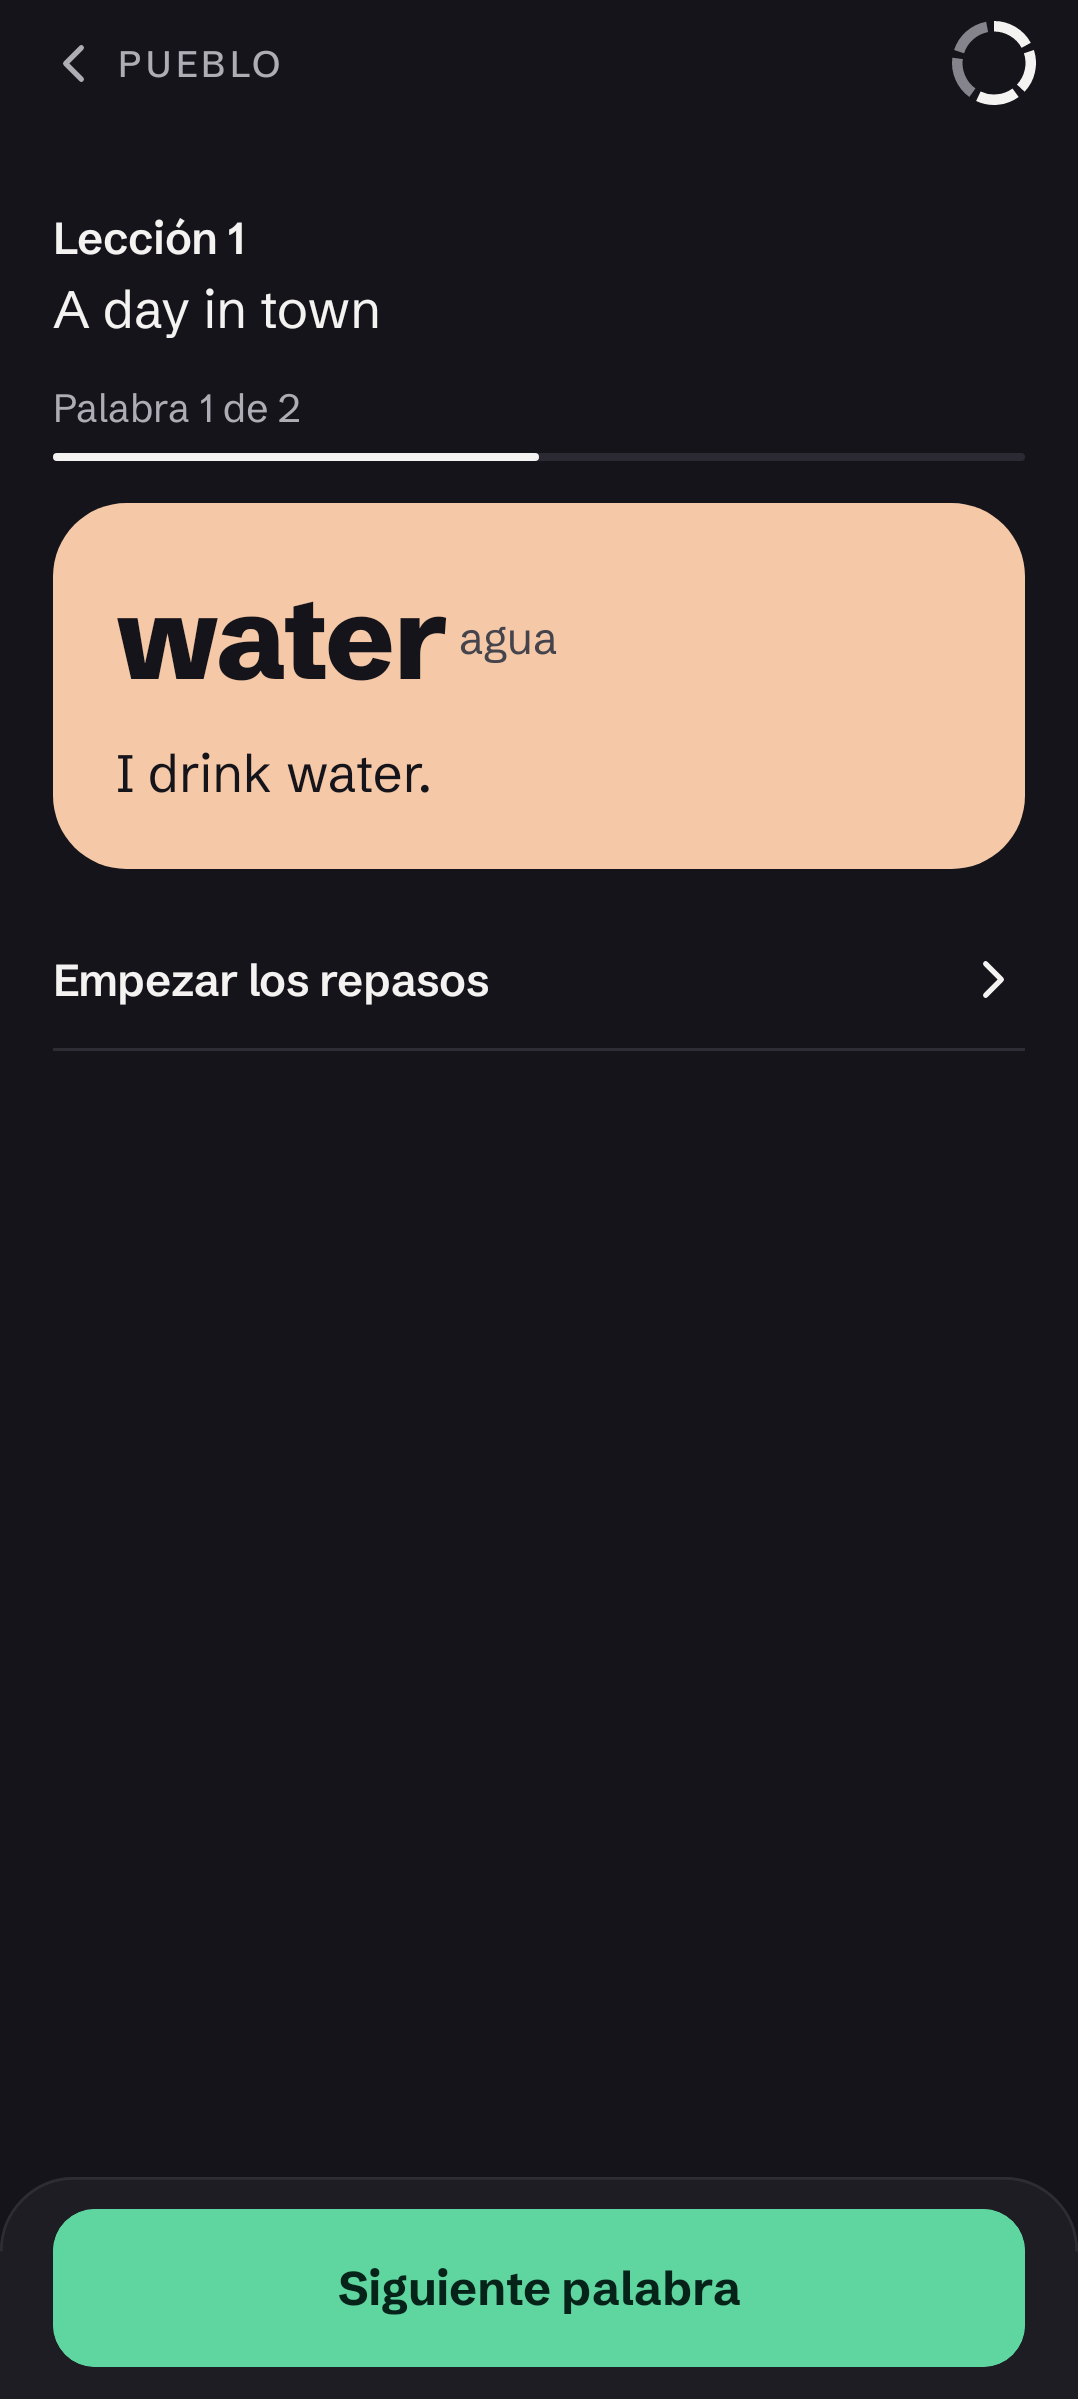 PUEBLO
Lección 1
A day in town
Palabra 1 de 2
water agua
I drink water.
Empezar los repasos
Siguiente palabra